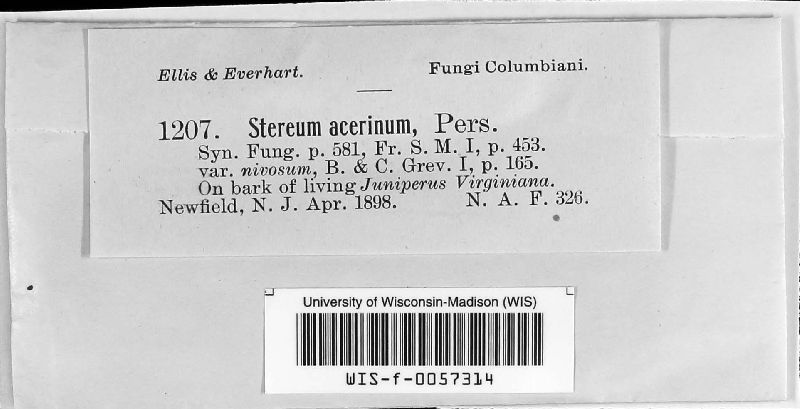 Ellis & Everhart. Fungi Columbiani.
1207. Stereum acerinum, Pers.
Syn. Fung. p. 581, Fr. S. M. I, p. 453.
var. nivosum, B. & C. Grev. I, p. 165.
On bark of living Juniperus Virginiana.
Newfield, N. J. Apr. 1898. N. A. F. 326.
University of Wisconsin-Madison (WIS)
WIS-f-0057314